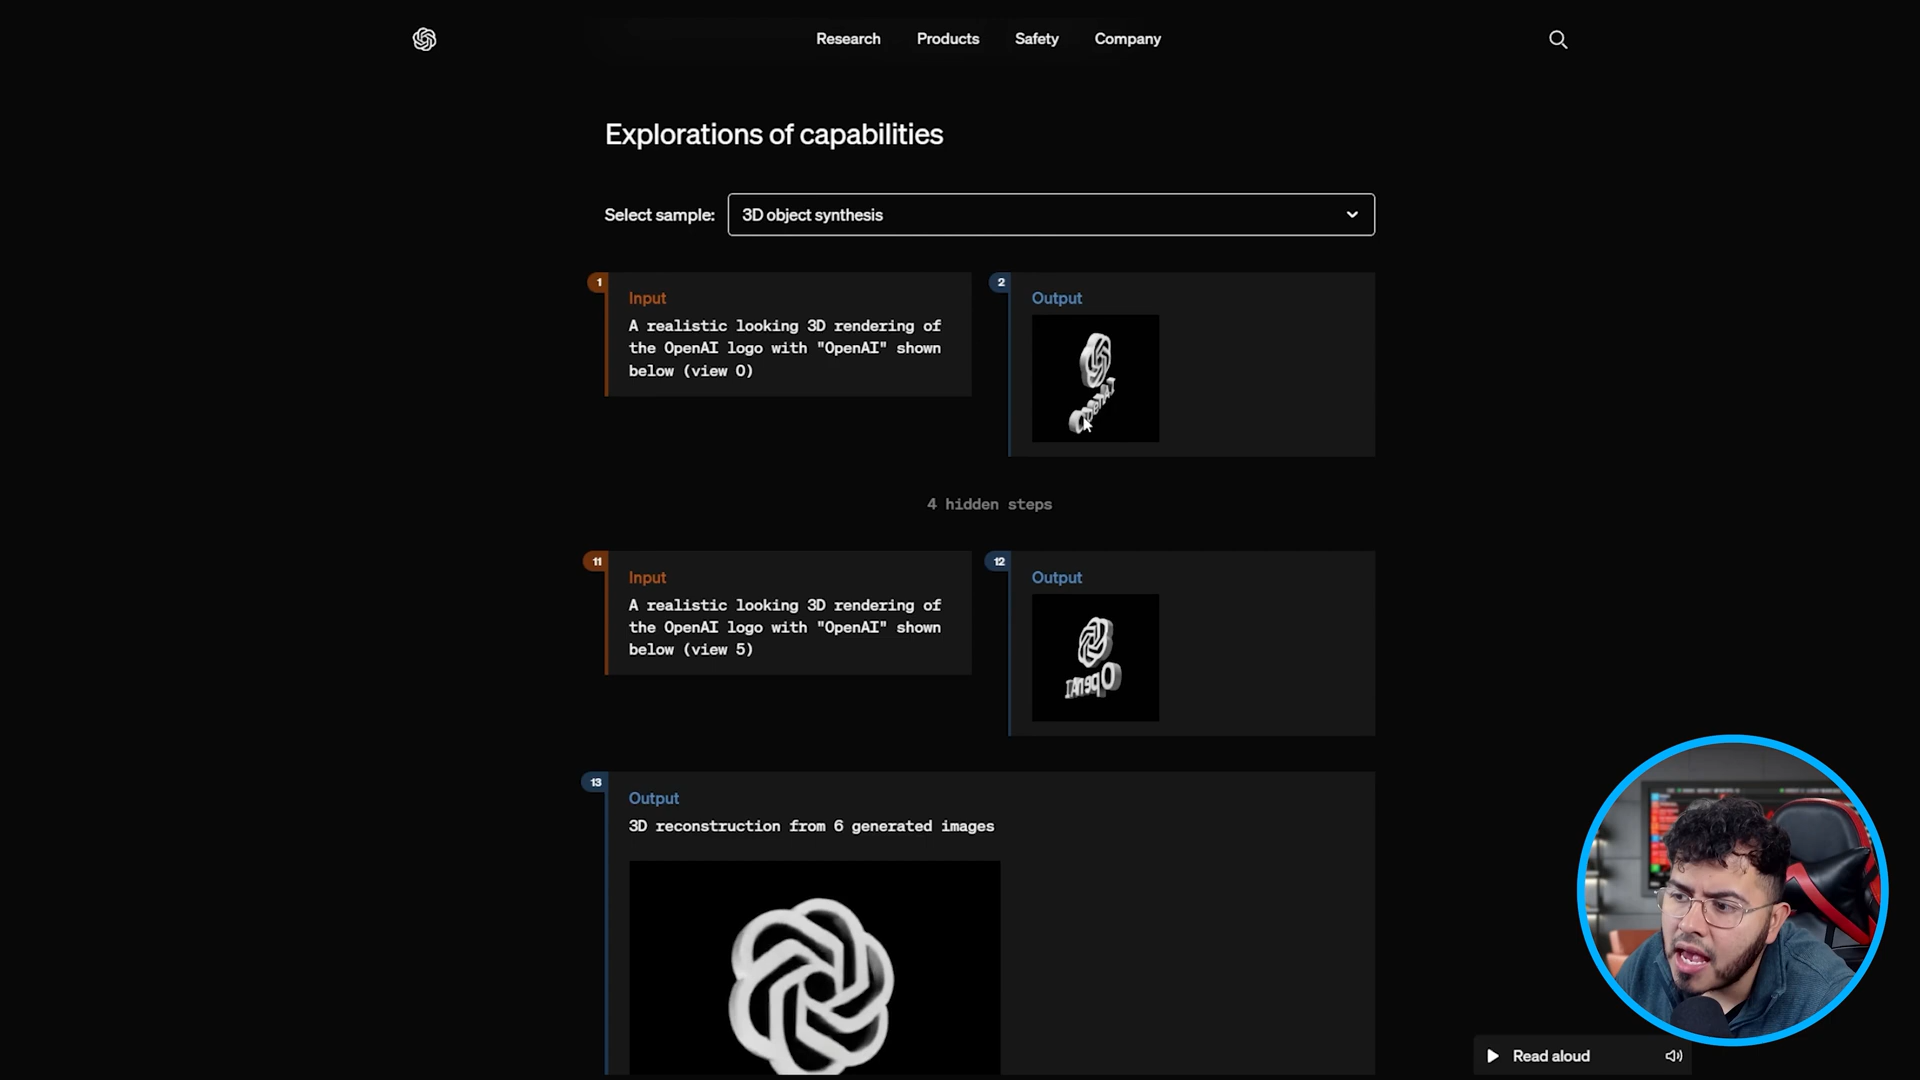 Research Products Safety Company
Explorations of capabilities
Select sample: 3D object synthesis
1
Input
A realistic looking 3D rendering of
the OpenAI logo with "OpenAI" shown
below (view 0)
2
Output
OpenAI
4 hidden steps
11
Input
A realistic looking 3D rendering of
the OpenAI logo with "OpenAI" shown
below (view 5)
12
Output
OpenAI
13
Output
3D reconstruction from 6 generated images
Read aloud